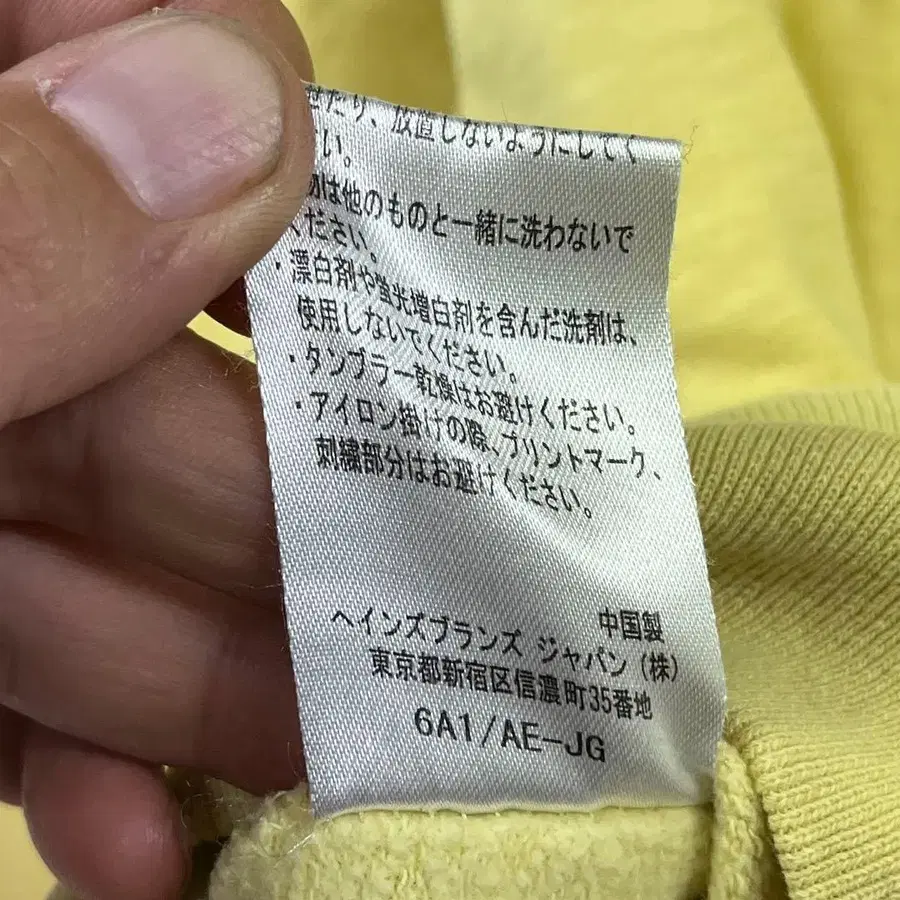 せたり、放置しないようにしてく
さい。
物は他のものと一緒に洗わないで
ください。
・漂白剤や蛍光増白剤を含んだ洗剤は、
使用しないでください。
・タンブラー乾燥はお避けください。
・アイロン掛けの際、プリントマーク、
刺繍部分はお避けください。
中国製
ヘインズブランズ ジャパン(株)
東京都新宿区信濃町35番地
6A1/AE-JG